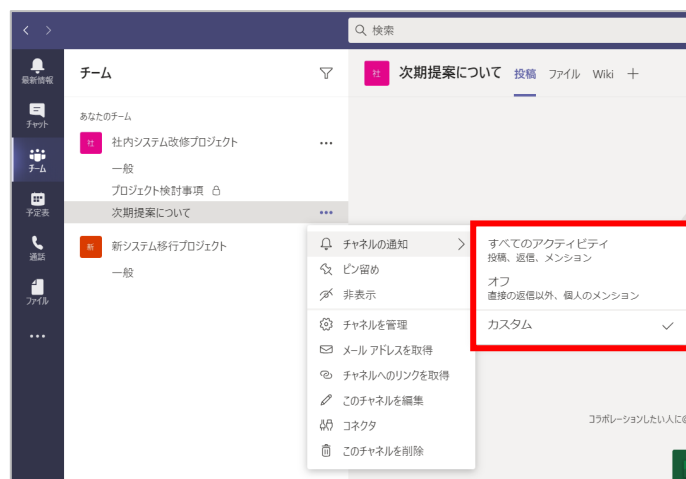 検索
最新情報
チャット
チーム
予定表
通話
ファイル
チーム
あなたのチーム
社 社内システム改修プロジェクト
一般
プロジェクト検討事項
次期提案について
新 新システム移行プロジェクト
一般
社 次期提案について 投稿 ファイル Wiki
チャネルの通知
ピン留め
非表示
チャネルを管理
メール アドレスを取得
チャネルへのリンクを取得
このチャネルを編集
コネクタ
このチャネルを削除
すべてのアクティビティ
投稿、返信、メンション
オフ
直接の返信以外、個人のメンション
カスタム
コラボレーションしたい人に@